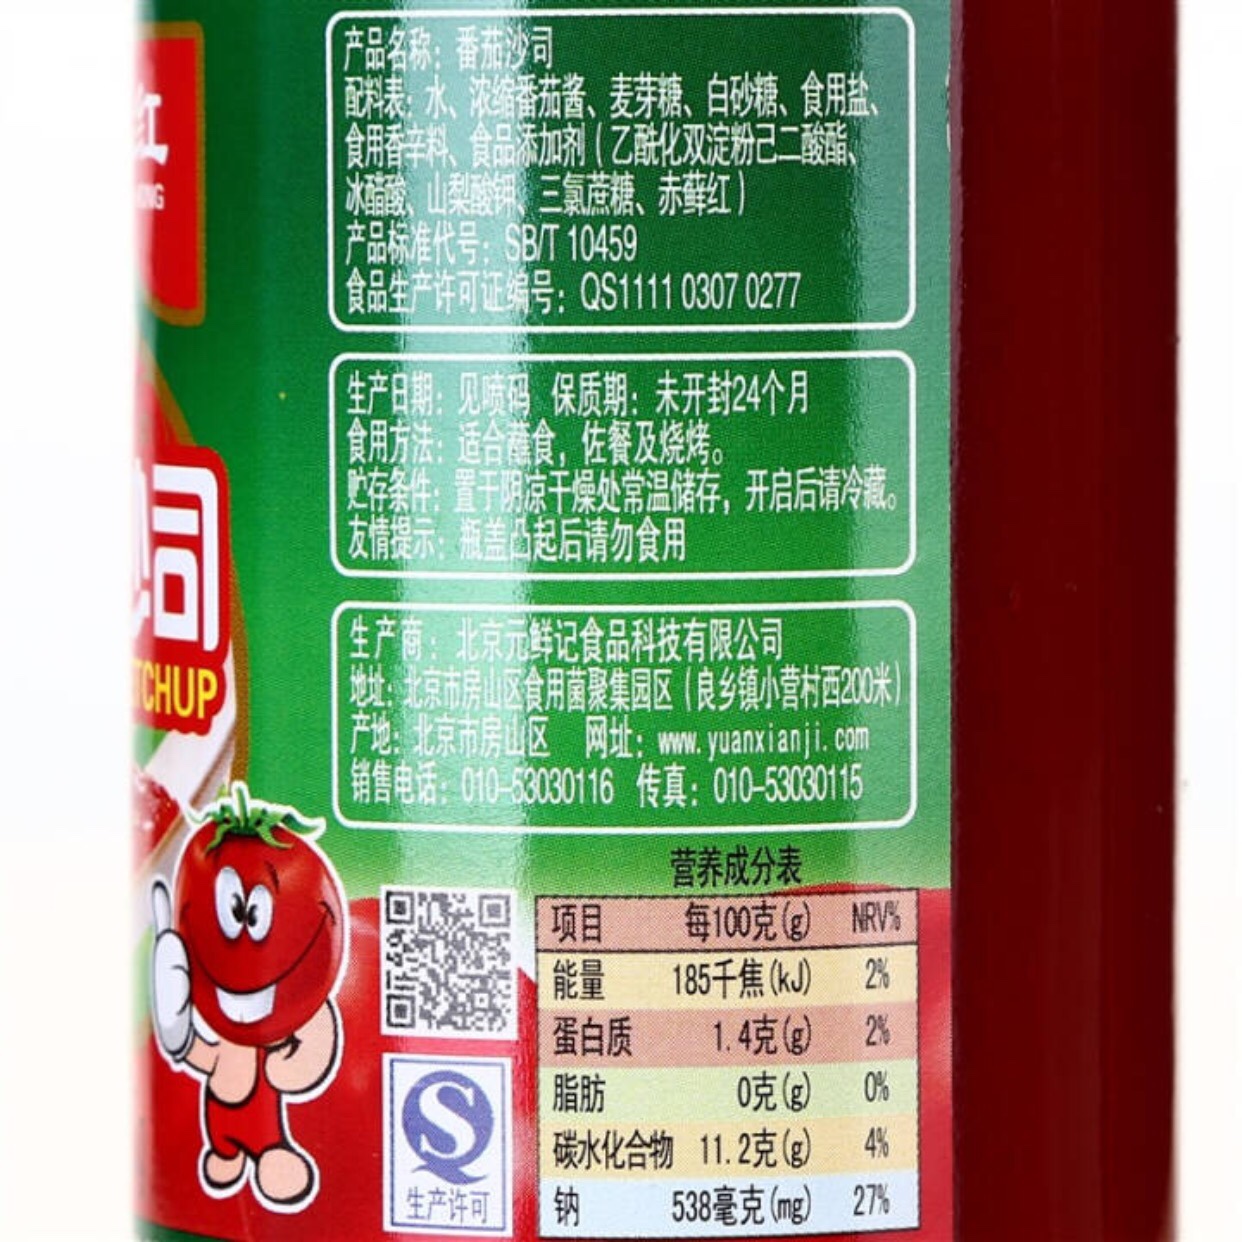 红
产品名称：番茄沙司
配料表：水、浓缩番茄酱、麦芽糖、白砂糖、食用盐、
食用香辛料、食品添加剂（乙酰化双淀粉己二酸酯、
冰醋酸、山梨酸钾、三氯蔗糖、赤藓红）
产品标准代号：SB/T 10459
食品生产许可证编号：QS1111 0307 0277
生产日期：见喷码 保质期：未开封24个月
食用方法：适合蘸食，佐餐及烧烤。
贮存条件：置于阴凉干燥处常温储存，开启后请冷藏。
友情提示：瓶盖凸起后请勿食用
司
TCHUP
生产商：北京元鲜记食品科技有限公司
地址：北京市房山区食用菌聚集园区（良乡镇小营村西200米）
产地：北京市房山区 网址：www.yuanxianji.com
销售电话：010-53030116 传真：010-53030115
营养成分表
项目 每100克(g) NRV%
能量 185千焦(kJ) 2%
蛋白质 1.4克(g) 2%
脂肪 0克(g) 0%
碳水化合物 11.2克(g) 4%
钠 538毫克(mg) 27%
生产许可